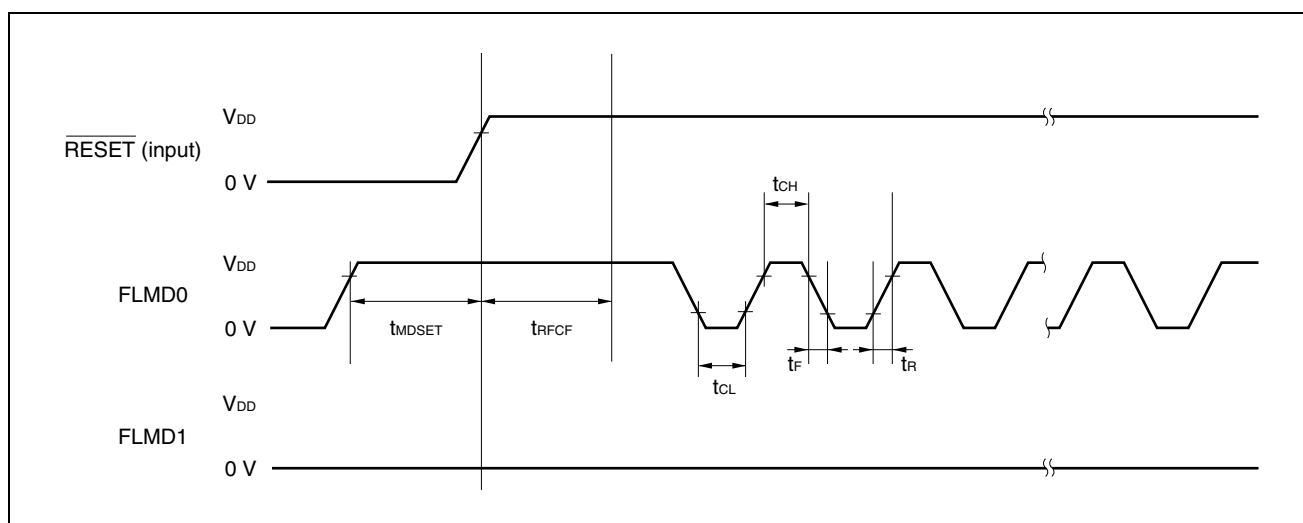 VDD
RESET (input)
0 V
tCH
VDD
FLMD0
0 V
tMDSET
tRFCF
tF
tR
tCL
VDD
FLMD1
0 V